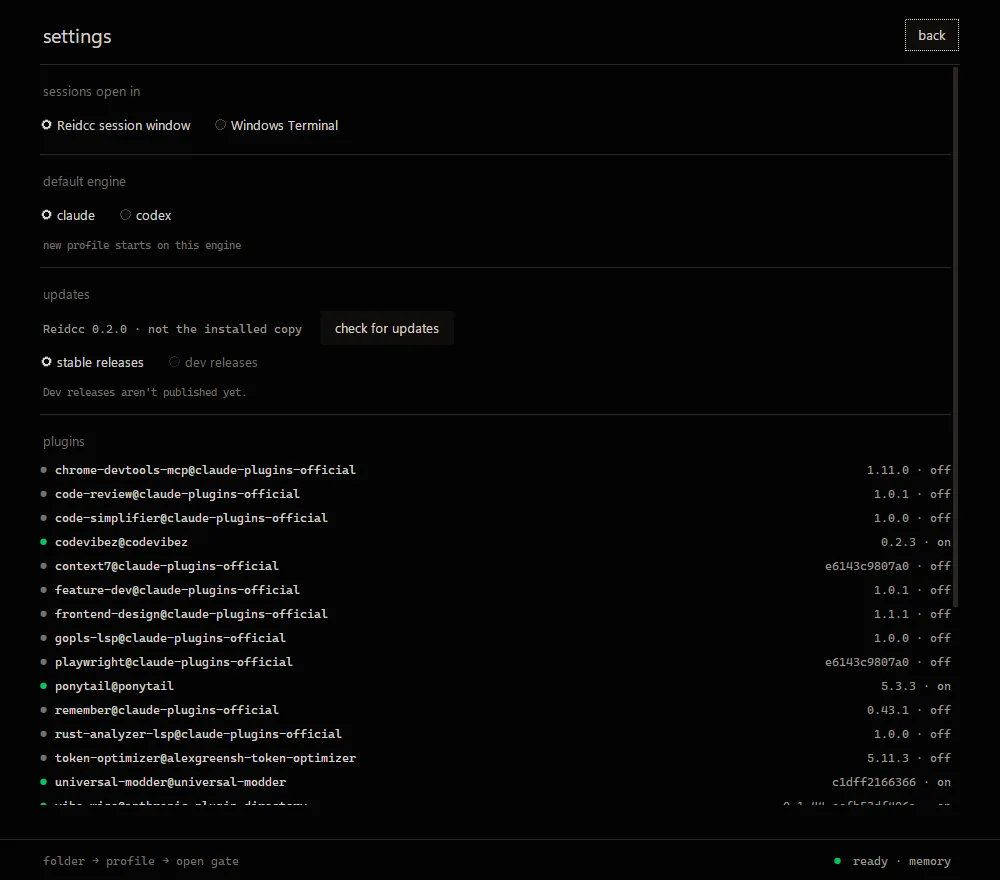 settings
back
sessions open in
Reidcc session window
Windows Terminal
default engine
claude
codex
new profile starts on this engine
updates
Reidcc 0.2.0 · not the installed copy
check for updates
stable releases
dev releases
Dev releases aren't published yet.
plugins
chrome-devtools-mcp@claude-plugins-official 1.11.0 · off
code-review@claude-plugins-official 1.0.1 · off
code-simplifier@claude-plugins-official 1.0.0 · off
codevibez@codevibez 0.2.3 · on
context7@claude-plugins-official e6143c9807a0 · off
feature-dev@claude-plugins-official 1.0.1 · off
frontend-design@claude-plugins-official 1.1.1 · off
gopls-lsp@claude-plugins-official 1.0.0 · off
playwright@claude-plugins-official e6143c9807a0 · off
ponytail@ponytail 5.3.3 · on
remember@claude-plugins-official 0.43.1 · off
rust-analyzer-lsp@claude-plugins-official 1.0.0 · off
token-optimizer@alexgreensh-token-optimizer 5.11.3 · off
universal-modder@universal-modder c1dff2166366 · on
folder → profile → open gate
ready · memory